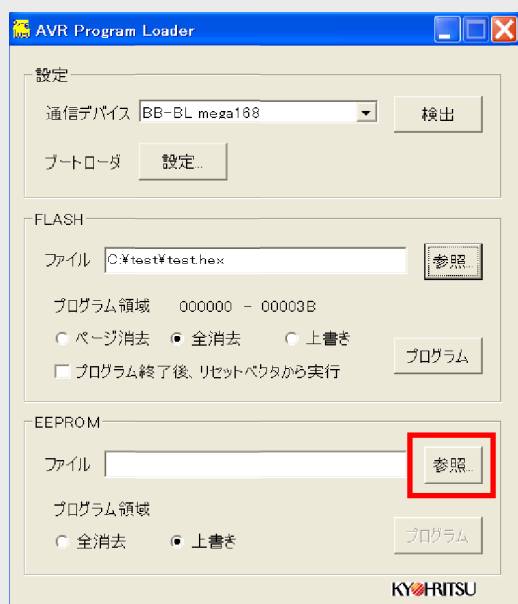 AVR Program Loader
設定
通信デバイス BB-BL mega168 検出
ブートローダ 設定...
FLASH
ファイル C:¥test¥test.hex 参照...
プログラム領域 000000 - 00003B
ページ消去 全消去 上書き
プログラム
プログラム終了後、リセットベクタから実行
EEPROM
ファイル 参照...
プログラム領域
全消去 上書き プログラム
KYOHRITSU